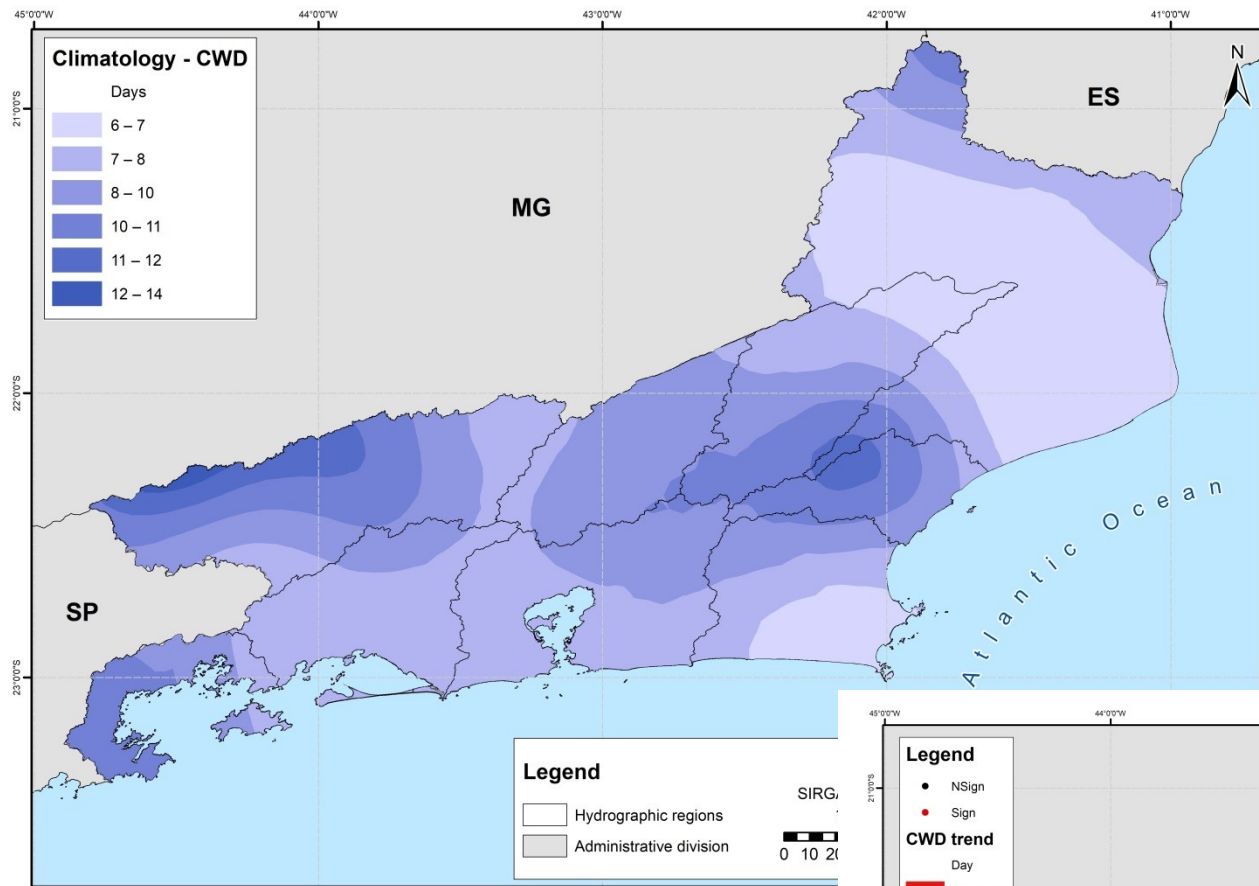 45°0'0"W 44°0'0"W 43°0'0"W 42°0'0"W 41°0'0"W
Climatology - CWD
Days
6 – 7
7 – 8
8 – 10
10 – 11
11 – 12
12 – 14
N
ES
MG
SP
21°0'0"S
22°0'0"S
23°0'0"S
Atlantic Ocean
Legend
Hydrographic regions
Administrative division
0 10
45°0'0"W 44°0'0"W
21°0'0"S
Legend
NSign
Sign
CWD trend
Day